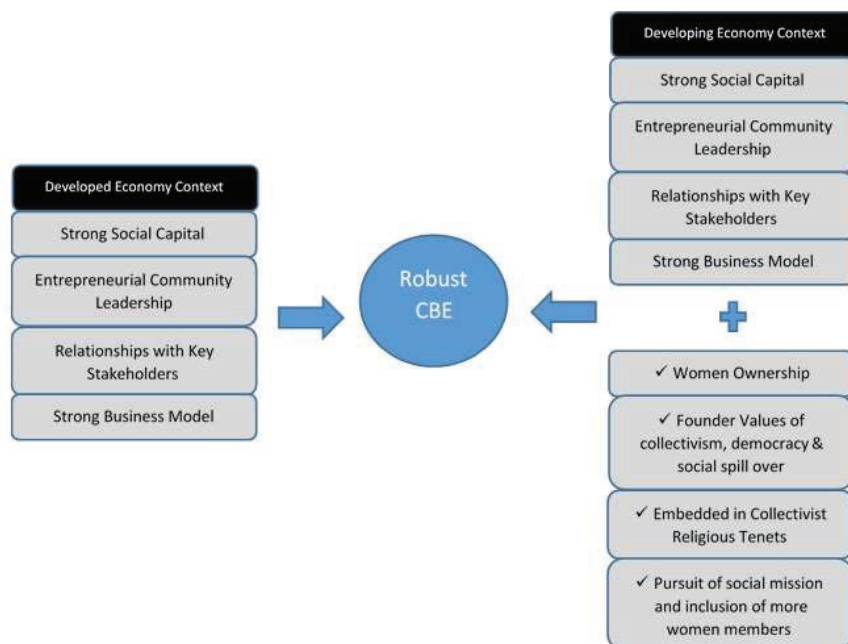 Developed Economy Context
Strong Social Capital
Entrepreneurial Community
Leadership
Relationships with Key
Stakeholders
Strong Business Model
Robust
CBE
Developing Economy Context
Strong Social Capital
Entrepreneurial Community
Leadership
Relationships with Key
Stakeholders
Strong Business Model
✓ Women Ownership
✓ Founder Values of
collectivism, democracy &
social spill over
✓ Embedded in Collectivist
Religious Tenets
✓ Pursuit of social mission
and inclusion of more
women members